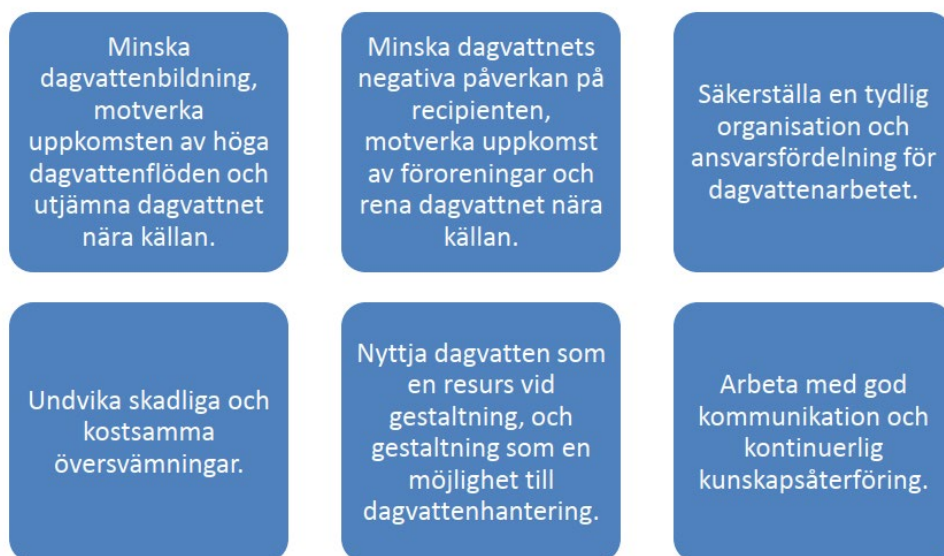 Minska
dagvattenbildning,
motverka
uppkomsten av höga
dagvattenflöden och
utjämna dagvattnet
nära källan.
Minska dagvattnets
negativa påverkan på
recipienten,
motverka uppkomst
av föroreningar och
rena dagvattnet nära
källan.
Säkerställa en tydlig
organisation och
ansvarsfördelning för
dagvattenarbetet.
Undvika skadliga och
kostsamma
översvämningar.
Nyttja dagvatten som
en resurs vid
gestaltning, och
gestaltning som en
möjlighet till
dagvattenhantering.
Arbeta med god
kommunikation och
kontinuerlig
kunskapsåterföring.